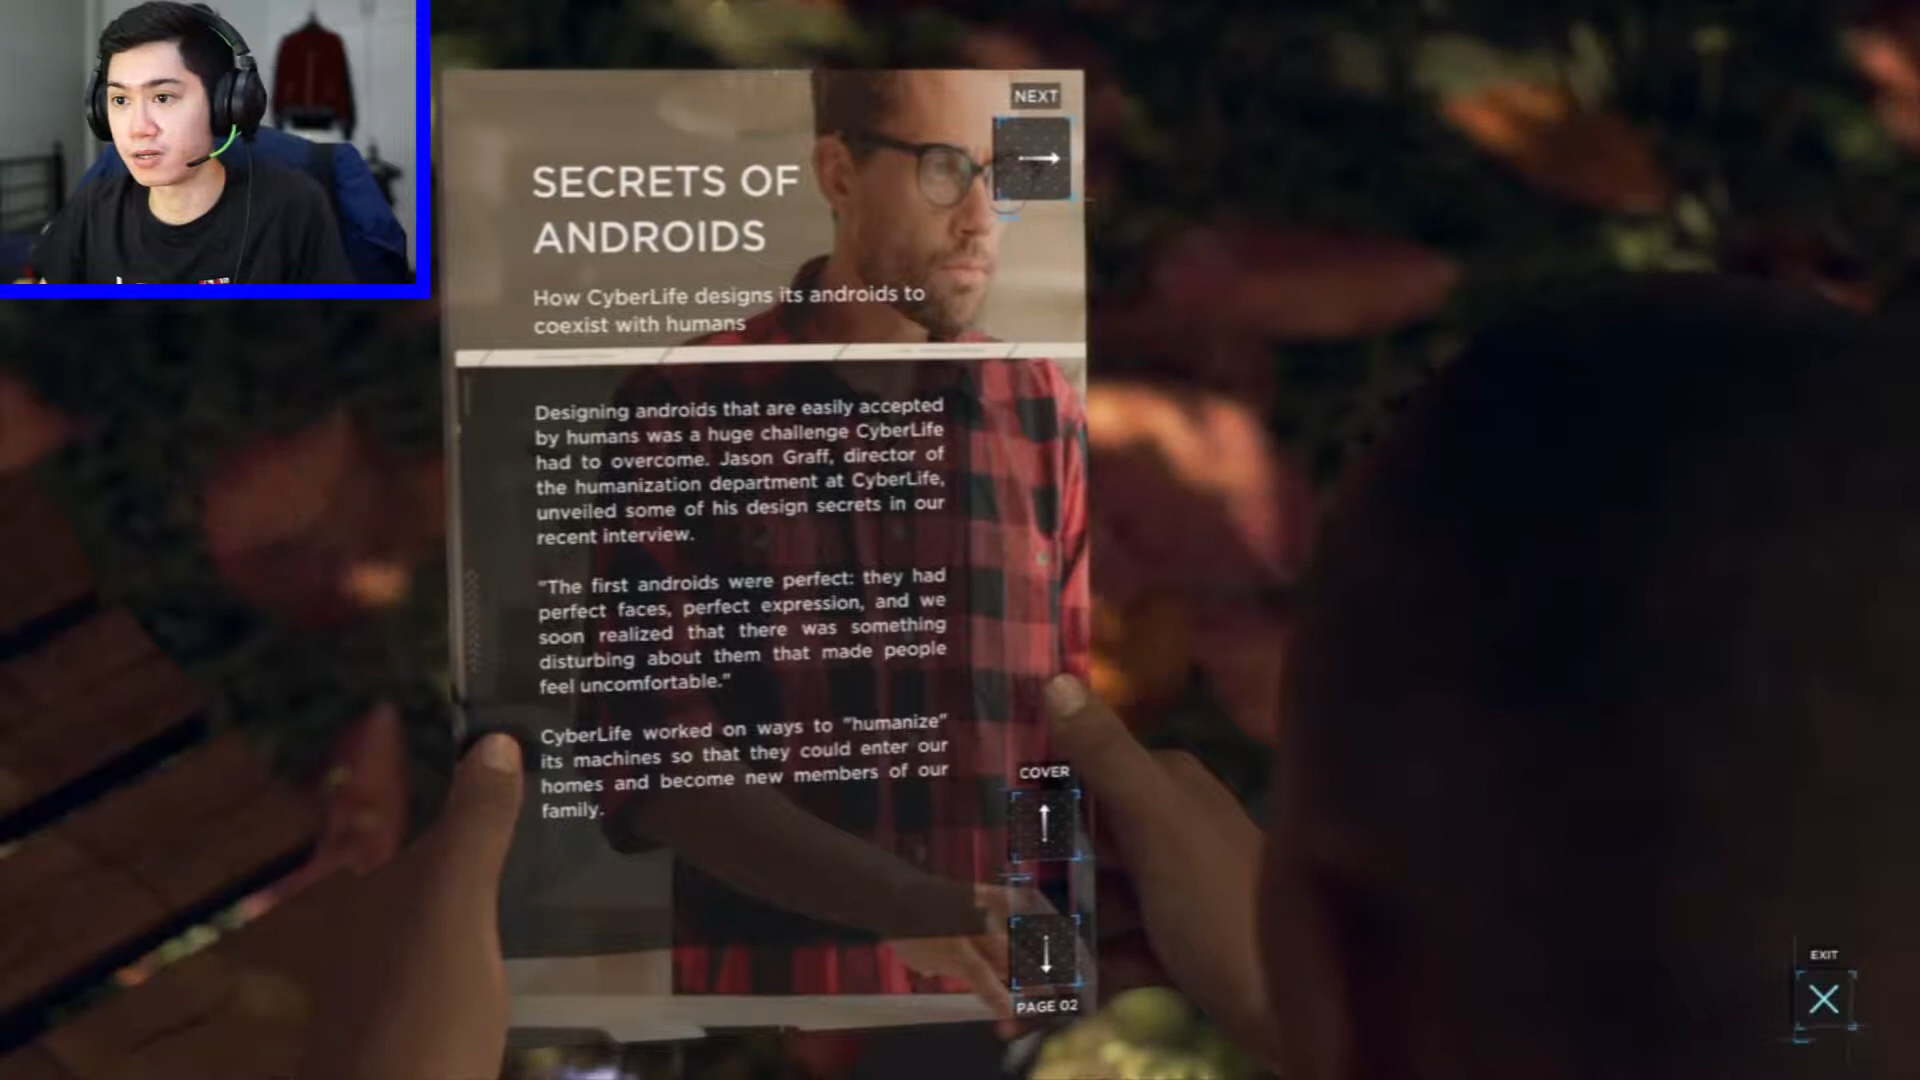 NEXT
SECRETS OF
ANDROIDS
How CyberLife designs its androids to
coexist with humans
Designing androids that are easily accepted
by humans was a huge challenge CyberLife
had to overcome. Jason Graff, director of
the humanization department at CyberLife,
unveiled some of his design secrets in our
recent interview.
"The first androids were perfect: they had
perfect faces, perfect expression, and we
soon realized that there was something
disturbing about them that made people
feel uncomfortable."
CyberLife worked on ways to "humanize"
its machines so that they could enter our
homes and become new members of our
family.
COVER
PAGE 02
EXIT